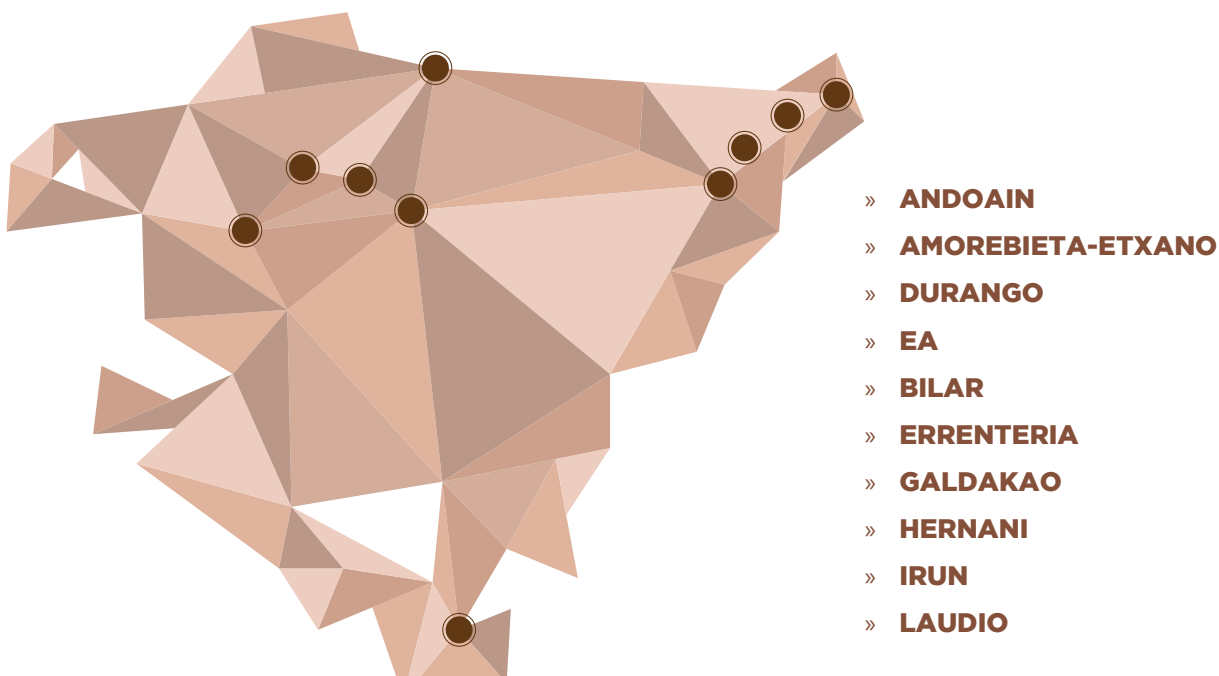 » ANDOAIN
» AMOREBIETA-ETXANO
» DURANGO
» EA
» BILAR
» ERRENTERIA
» GALDAKAO
» HERNANI
» IRUN
» LAUDIO